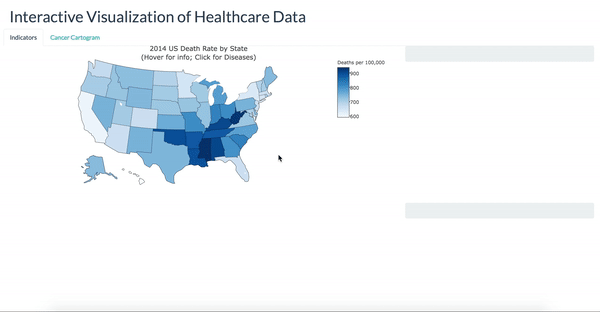 Interactive Visualization of Healthcare Data
Indicators
Cancer Cartogram
2014 US Death Rate by State
(Hover for info; Click for Diseases)
Deaths per 100,000
900
800
700
600